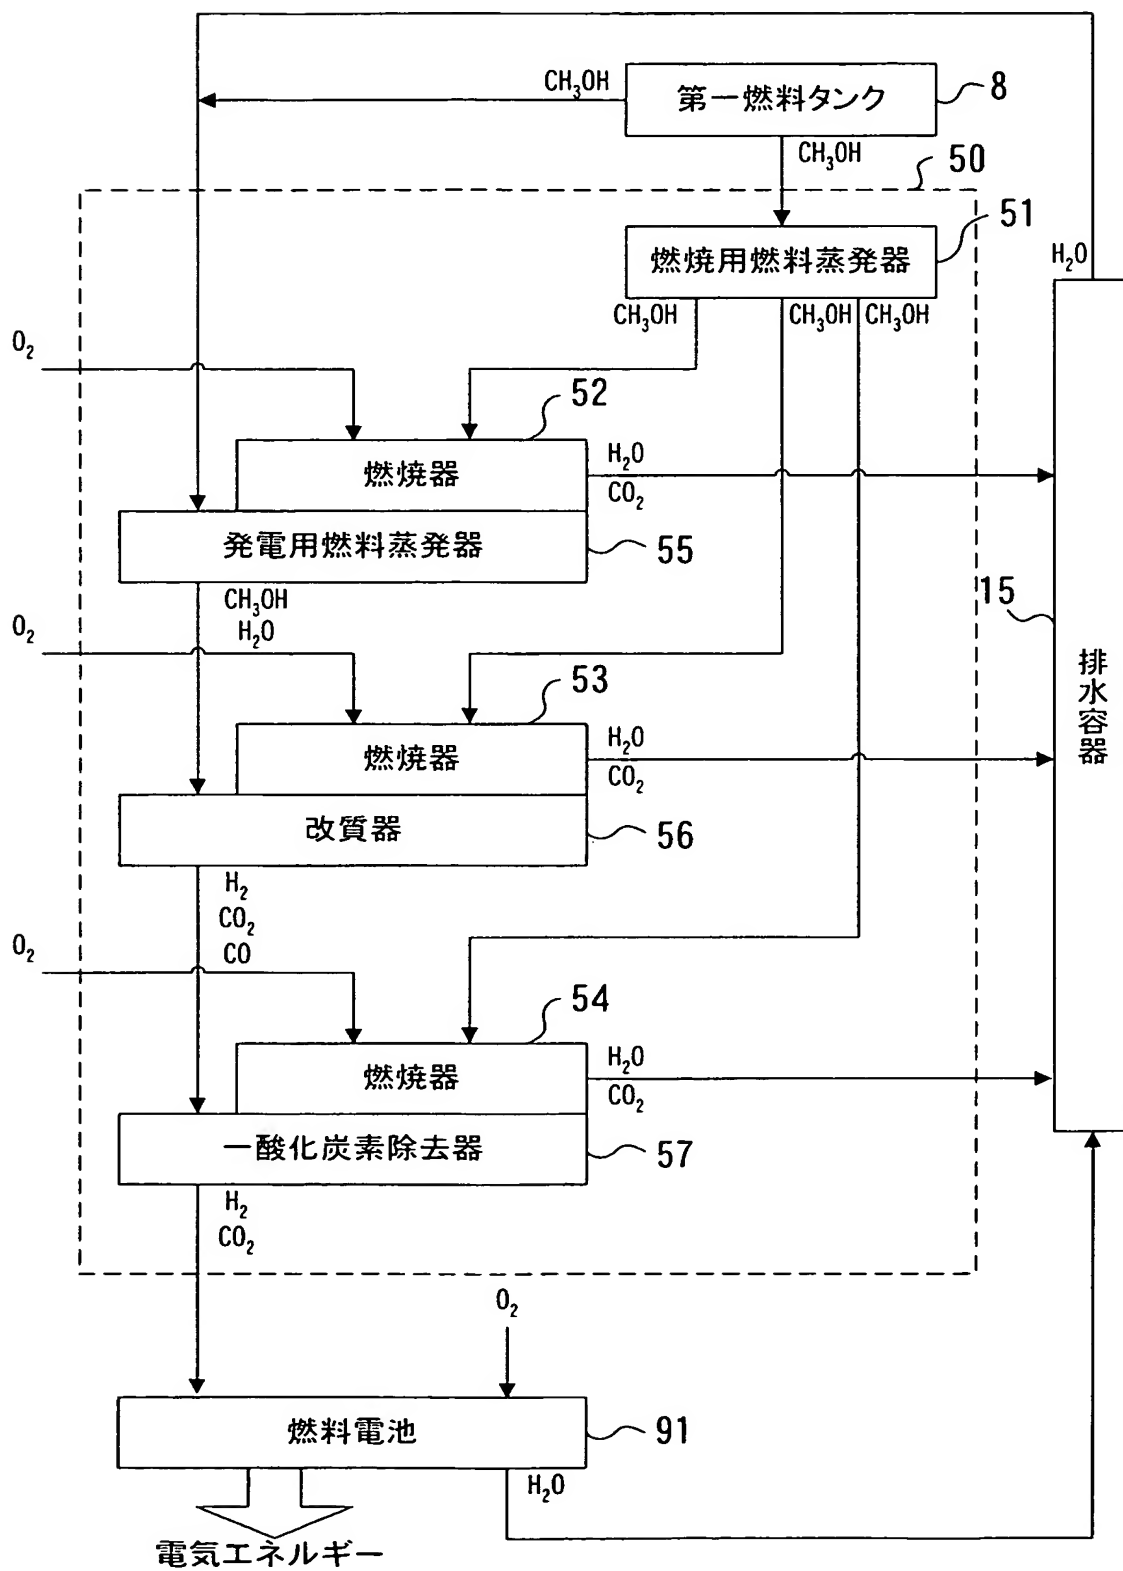 CH₃OH
第一燃料タンク
8
CH₃OH
50
51
燃焼用燃料蒸発器
H₂O
CH₃OH
CH₃OH
CH₃OH
O₂
52
燃焼器
H₂O
CO₂
発電用燃料蒸発器
55
CH₃OH
H₂O
15
排水容器
O₂
53
燃焼器
H₂O
CO₂
改質器
56
H₂
CO₂
CO
O₂
54
燃焼器
H₂O
CO₂
一酸化炭素除去器
57
H₂
CO₂
O₂
燃料電池
91
H₂O
電気エネルギー